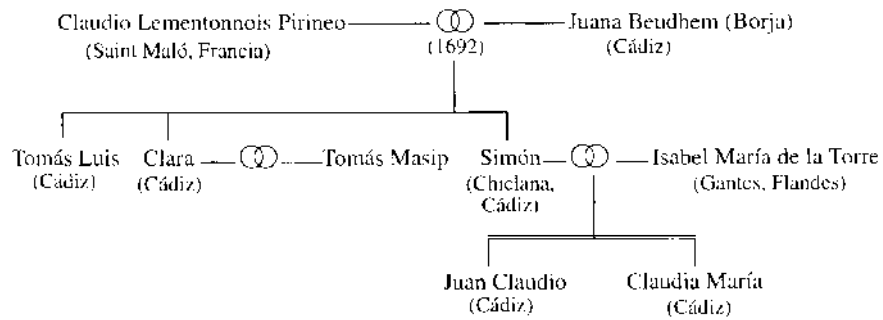 Claudio Lementonnois Pirineo Juana Beudhem (Borja)
(Saint Maló, Francia) (1692) (Cádiz)
Tomás Luis Clara Tomás Masip Simón Isabel María de la Torre
(Cádiz) (Cádiz) (Chiclana, Cádiz) (Gantes, Flandes)
Juan Claudio Claudia María
(Cádiz) (Cádiz)